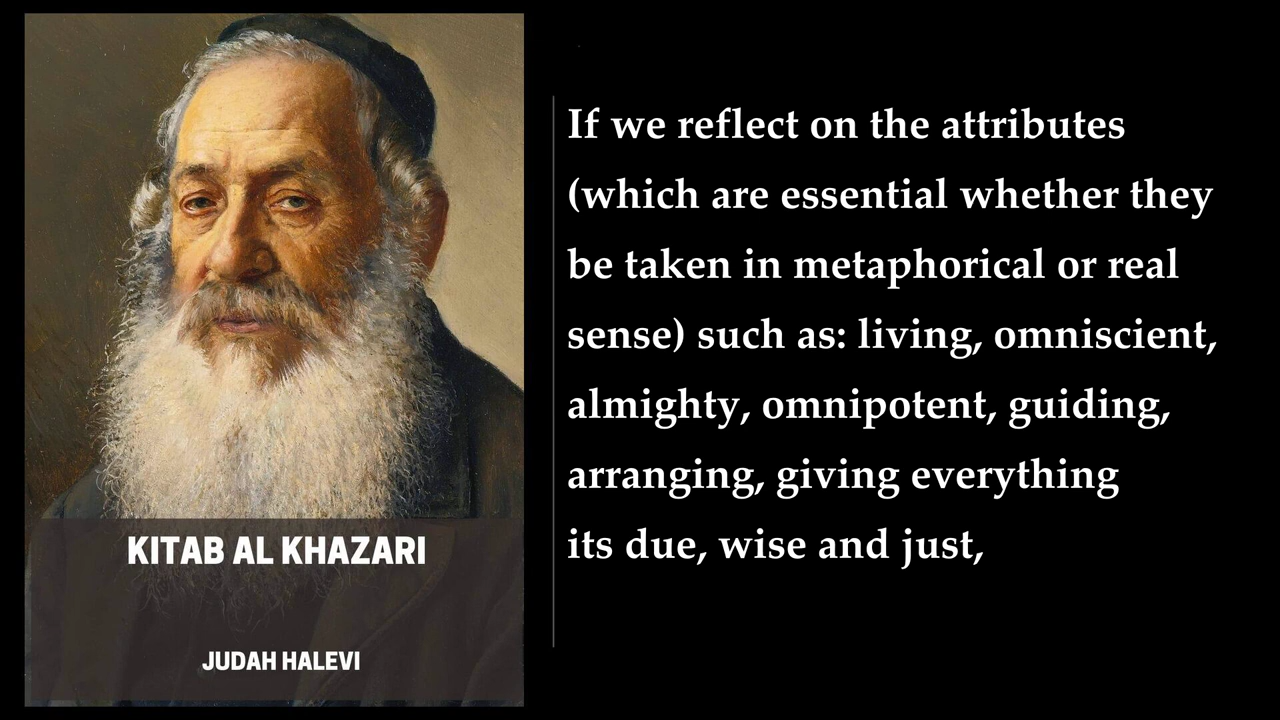 KITAB AL KHAZARI
JUDAH HALEVI
If we reflect on the attributes
(which are essential whether they
be taken in metaphorical or real
sense) such as: living, omniscient,
almighty, omnipotent, guiding,
arranging, giving everything
its due, wise and just,